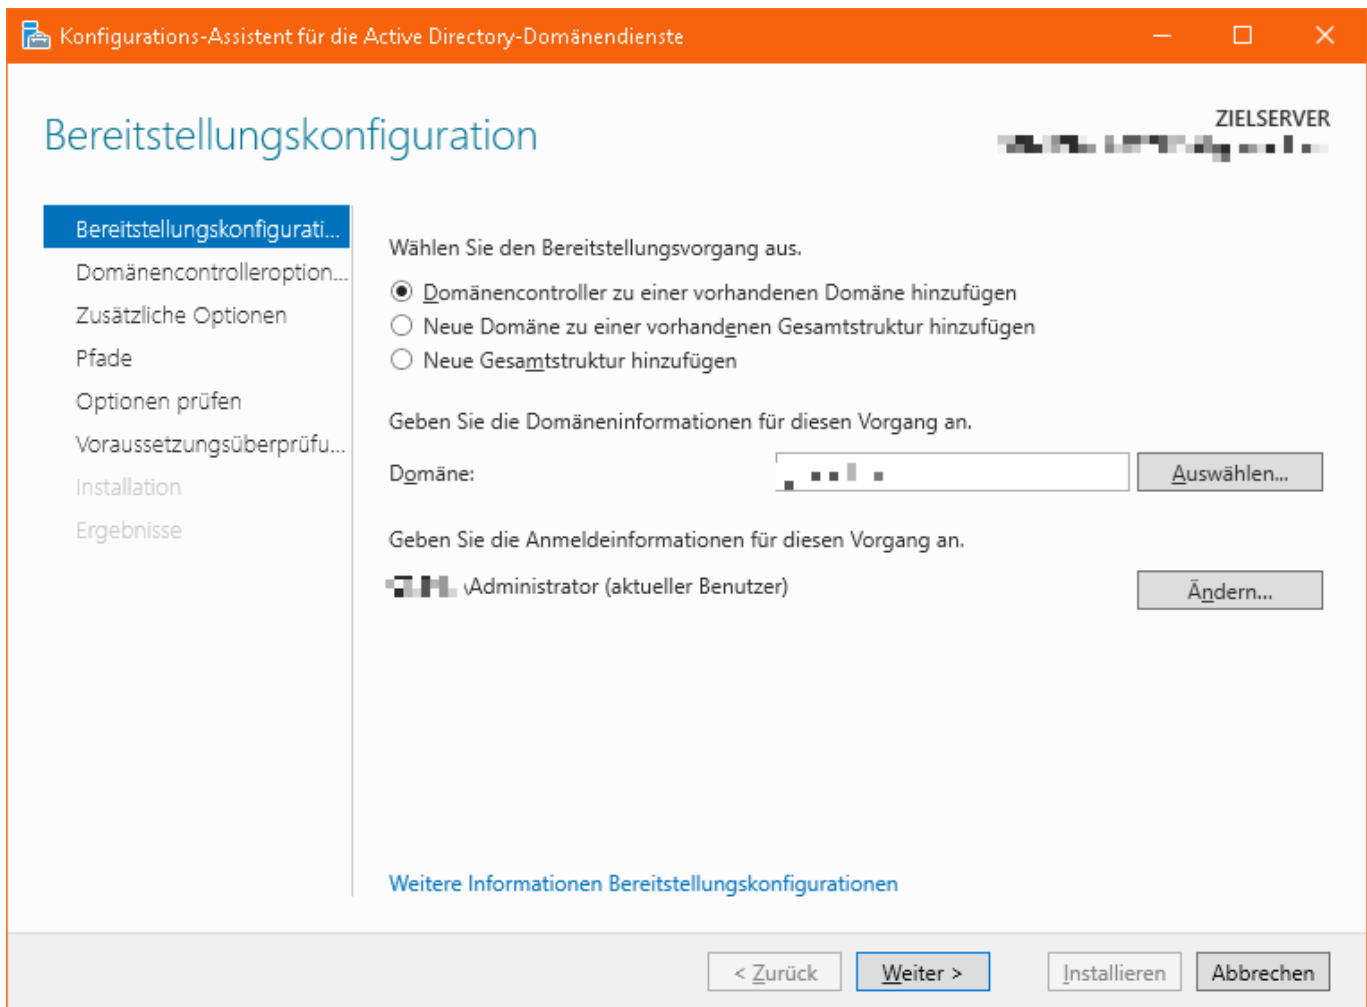 Konfigurations-Assistent für die Active Directory-Domänendienste
Bereitstellungskonfiguration
ZIELSERVER
Bereitstellungskonfigurati...
Domänencontrolleroption...
Zusätzliche Optionen
Pfade
Optionen prüfen
Voraussetzungsüberprüfu...
Installation
Ergebnisse
Wählen Sie den Bereitstellungsvorgang aus.
Domänencontroller zu einer vorhandenen Domäne hinzufügen
Neue Domäne zu einer vorhandenen Gesamtstruktur hinzufügen
Neue Gesamtstruktur hinzufügen
Geben Sie die Domäneninformationen für diesen Vorgang an.
Domäne:
Auswählen...
Geben Sie die Anmeldeinformationen für diesen Vorgang an.
\Administrator (aktueller Benutzer)
Ändern...
Weitere Informationen Bereitstellungskonfigurationen
< Zurück
Weiter >
Installieren
Abbrechen